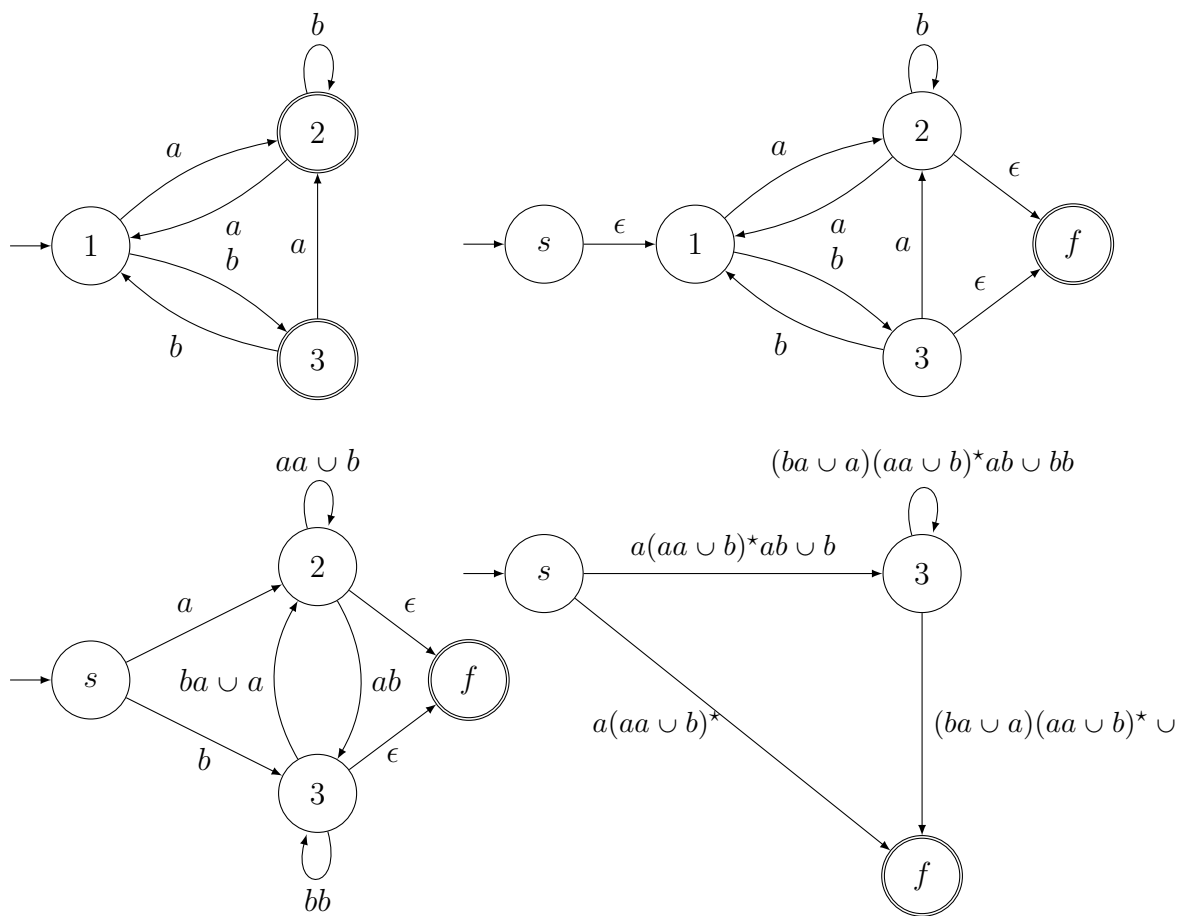 b
2
a
a
1
a
b
b
3
b
2
a
ϵ
a
s
ϵ
1
a
f
b
ϵ
b
3
aa ∪ b
2
a
ϵ
s
ba ∪ a
ab
f
b
ϵ
3
bb
(ba ∪ a)(aa ∪ b)⋆ab ∪ bb
s
a(aa ∪ b)⋆ab ∪ b
3
a(aa ∪ b)⋆
(ba ∪ a)(aa ∪ b)⋆ ∪
f